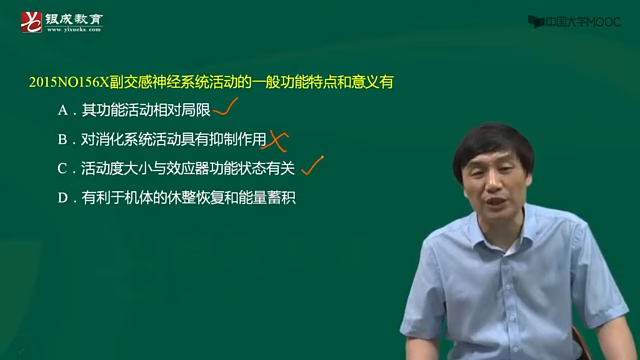 银成教育
www.yixueks.com
中国大学MOOC
2015NO156X副交感神经系统活动的一般功能特点和意义有
A．其功能活动相对局限
B．对消化系统活动具有抑制作用
C．活动度大小与效应器功能状态有关
D．有利于机体的休整恢复和能量蓄积